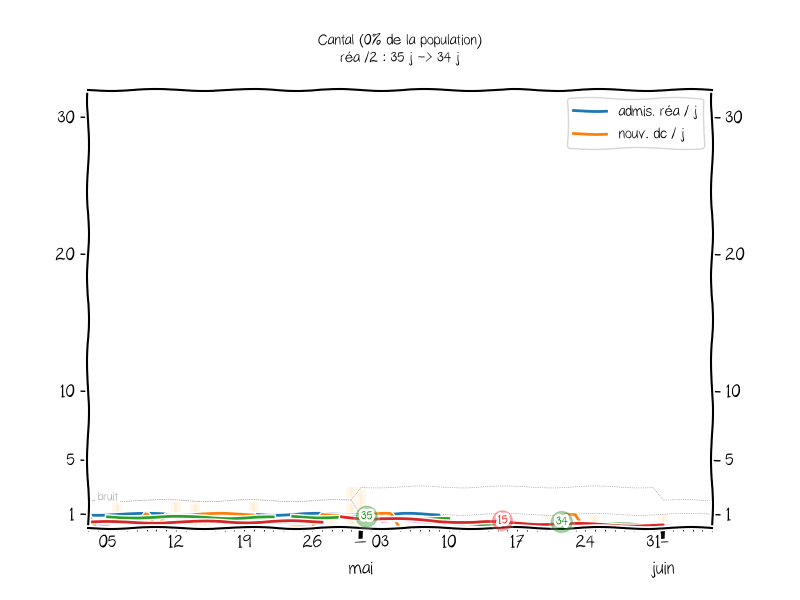 Cantal (0% de la population)
réa /2 : 35 j -> 34 j
admis. réa / j
nouv. dc / j
30
30
20
20
10
10
5
5
bruit
1
1
35
15
34
05 12 19 26 03 10 17 24 31
mai juin